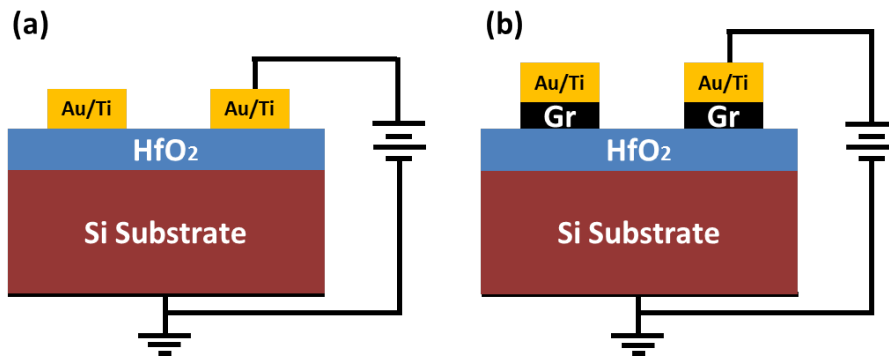 (a)
Au/Ti
Au/Ti
HfO₂
Si Substrate
(b)
Au/Ti
Au/Ti
Gr
Gr
HfO₂
Si Substrate